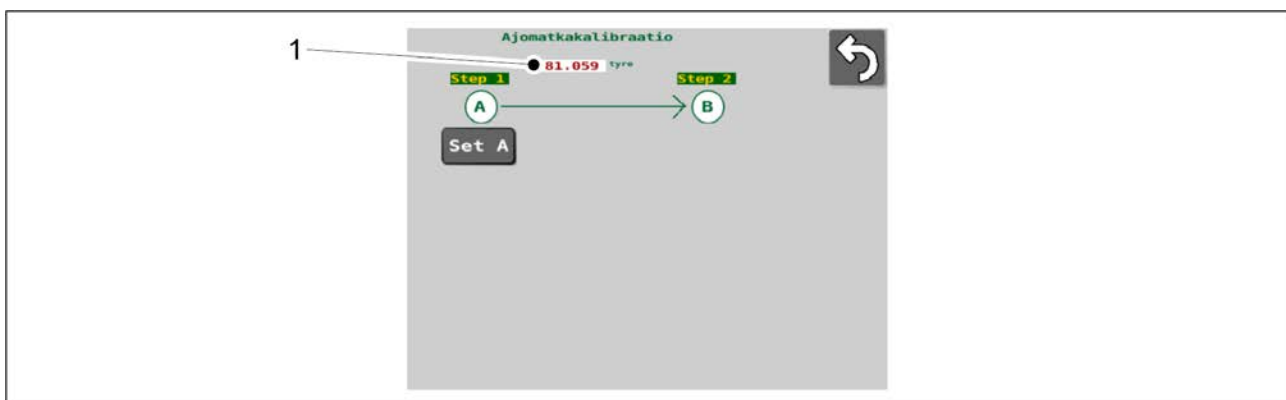 Ajomatkakalibraatio
1
81.059 tyre
Step 1 Step 2
A B
Set A